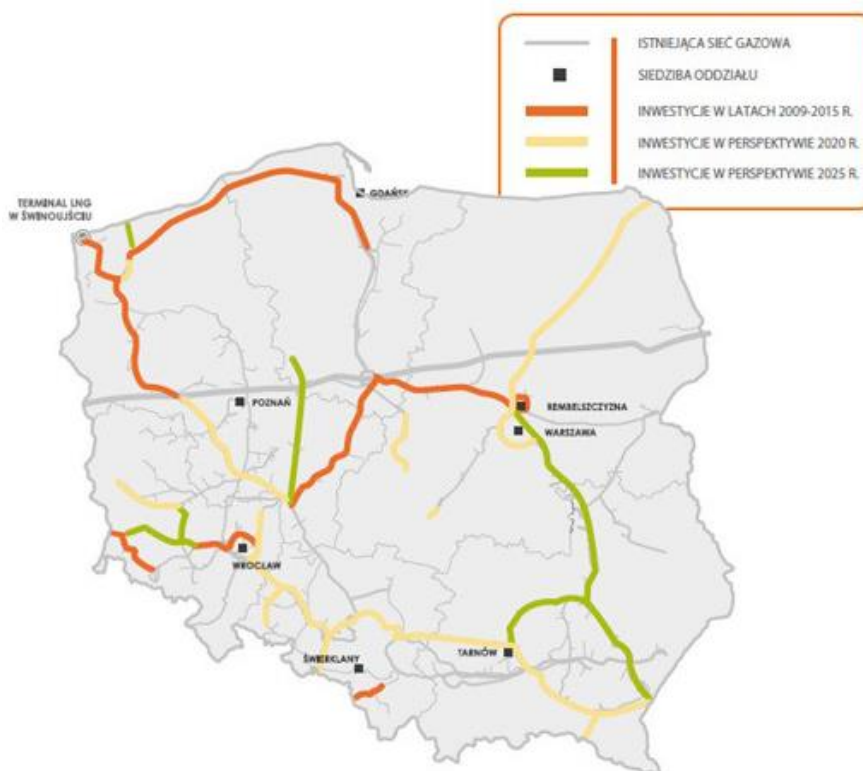 ISTNIEJĄCA SIEĆ GAZOWA
SIEDZIBA ODDZIAŁU
INWESTYCJE W LATACH 2009-2015 R.
INWESTYCJE W PERSPEKTYWIE 2020 R.
INWESTYCJE W PERSPEKTYWIE 2025 R.
TERMINAL LNG
W ŚWINOUJŚCIU
GDAŃSK
POZNAŃ
REMBELSZCZYZNA
WARSZAWA
WROCŁAW
ŚWIERKLANY
TARNÓW